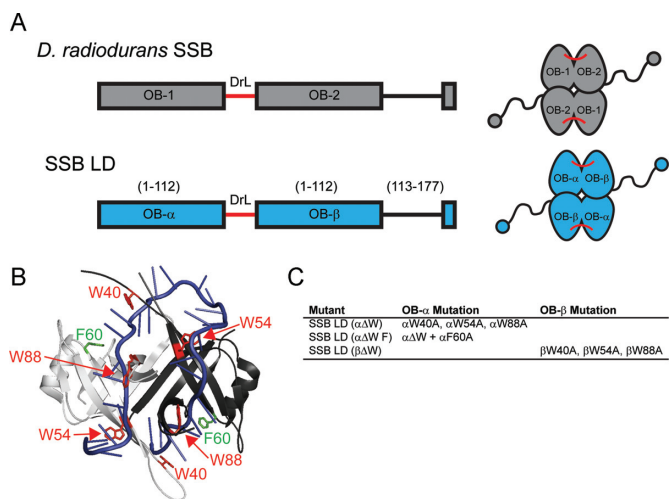 A
D. radiodurans SSB
DrL
OB-1
OB-2
OB-1
OB-2
OB-2
OB-1
SSB LD
(1-112)
DrL
(1-112)
(113-177)
OB-α
OB-β
OB-α
OB-β
OB-β
OB-α
B
W40
F60
W54
W88
W54
F60
W88
W40
C
Mutant OB-α Mutation OB-β Mutation
SSB LD (αΔW) αW40A, αW54A, αW88A
SSB LD (αΔW F) αΔW + αF60A
SSB LD (βΔW) βW40A, βW54A, βW88A